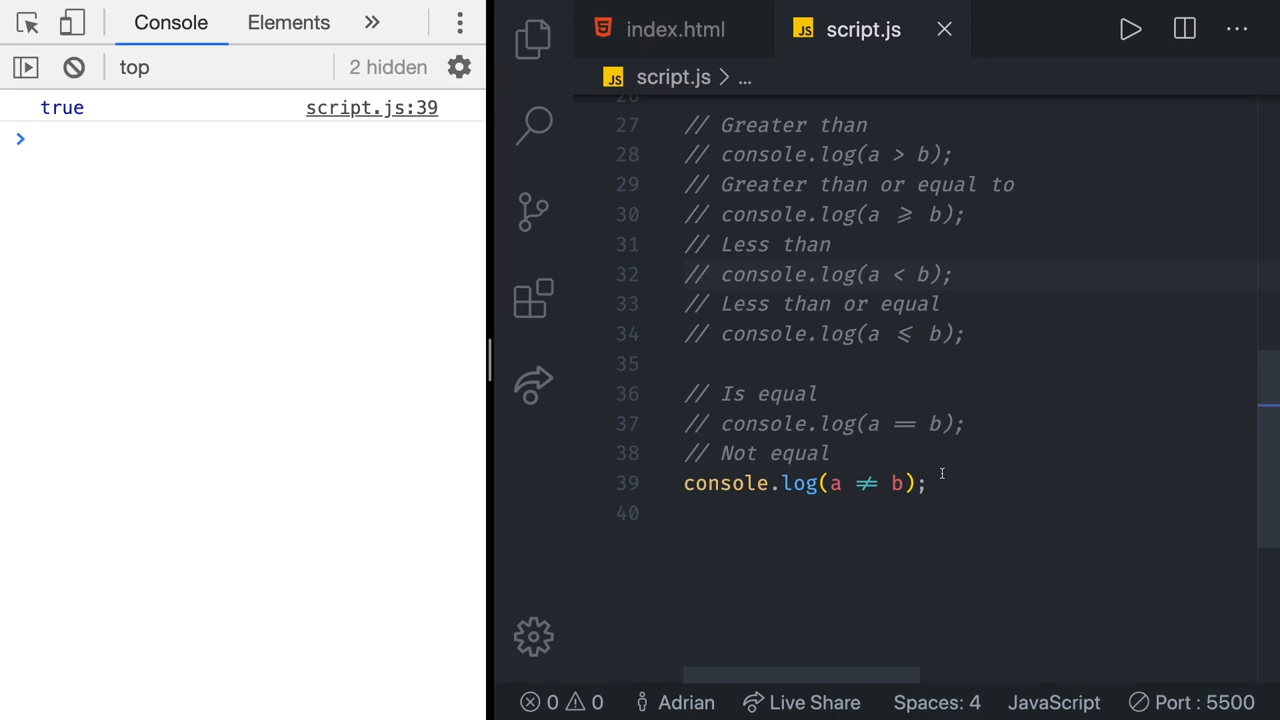 Console Elements
top 2 hidden
true script.js:39
index.html
JS script.js
JS script.js > ...
26
27 // Greater than
28 // console.log(a > b);
29 // Greater than or equal to
30 // console.log(a >= b);
31 // Less than
32 // console.log(a < b);
33 // Less than or equal
34 // console.log(a <= b);
35
36 // Is equal
37 // console.log(a == b);
38 // Not equal
39 console.log(a != b);
40
0 0 Adrian Live Share Spaces: 4 JavaScript Port : 5500